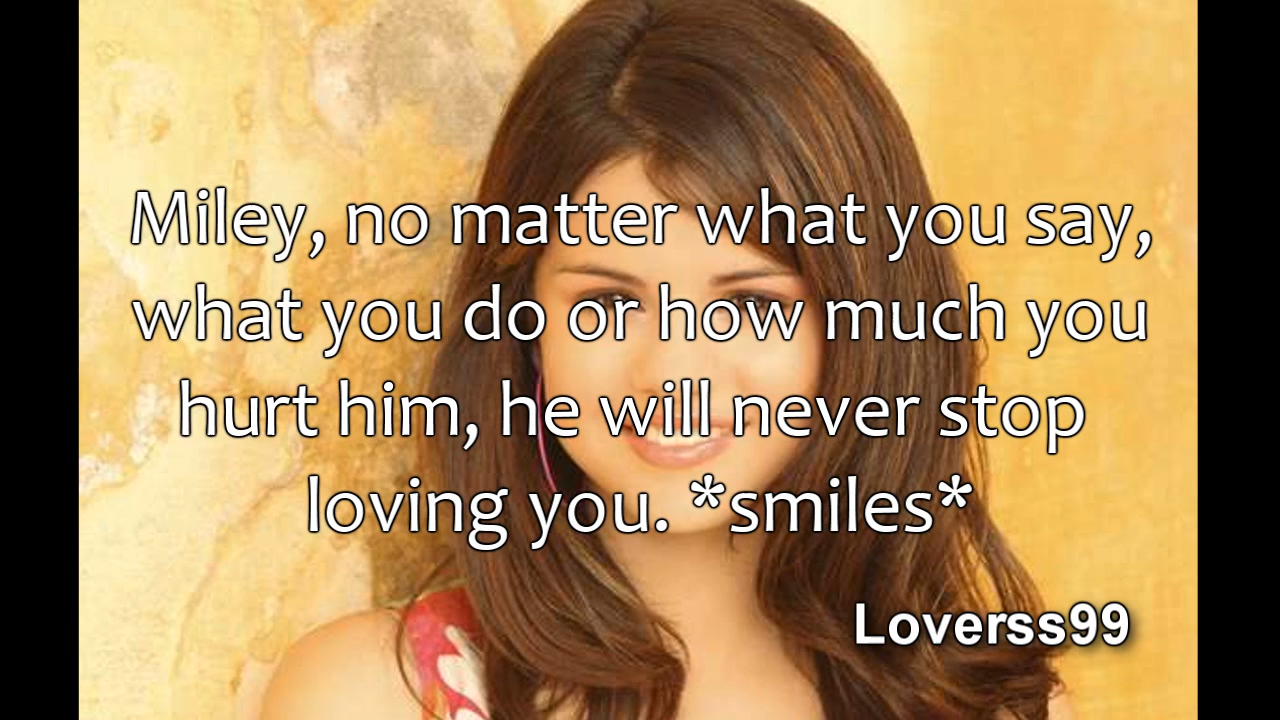 Miley, no matter what you say,
what you do or how much you
hurt him, he will never stop
loving you. *smiles*
Loverss99